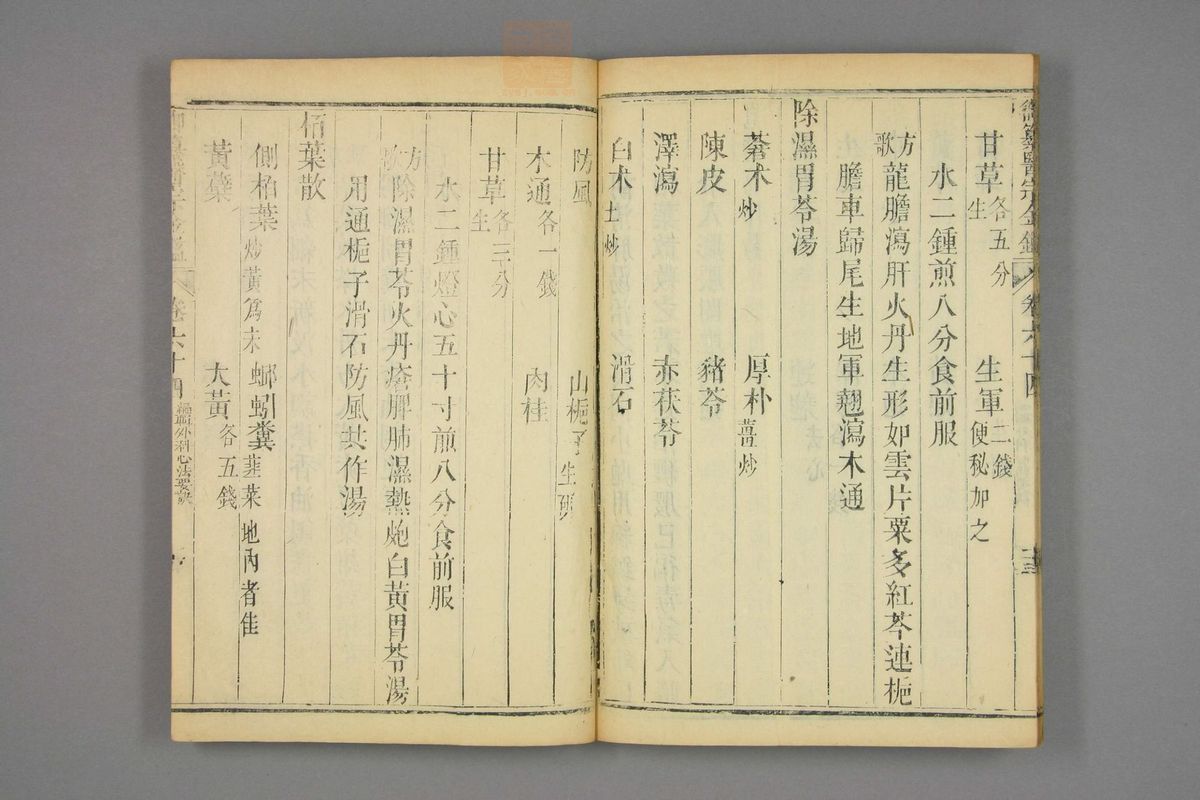 御纂醫宗金鑑 卷六十四
甘草各五分 生 生軍二錢 便秘加之
水二鍾煎八分食前服
方歌 龍膽瀉肝火丹生形如雲片粟多紅芩連梔
膽車歸尾生地軍翹瀉木通
除濕胃苓湯
蒼朮炒 厚朴薑炒
陳皮 豬苓
澤瀉 赤茯苓
白朮土炒 滑石
防風 山梔子生研
木通各一錢 肉桂
甘草各三分 生
水二鍾燈心五十寸煎八分食前服
方歌 除濕胃苓火丹瘡脾肺濕熱炮白黃胃苓湯
用通梔子滑石防風共作湯
栢葉散
側柏葉炒黃為末 蚯蚓糞韮菜地內者佳
黃蘗 大黃各五錢
卷六十四 編輯外科心法要訣